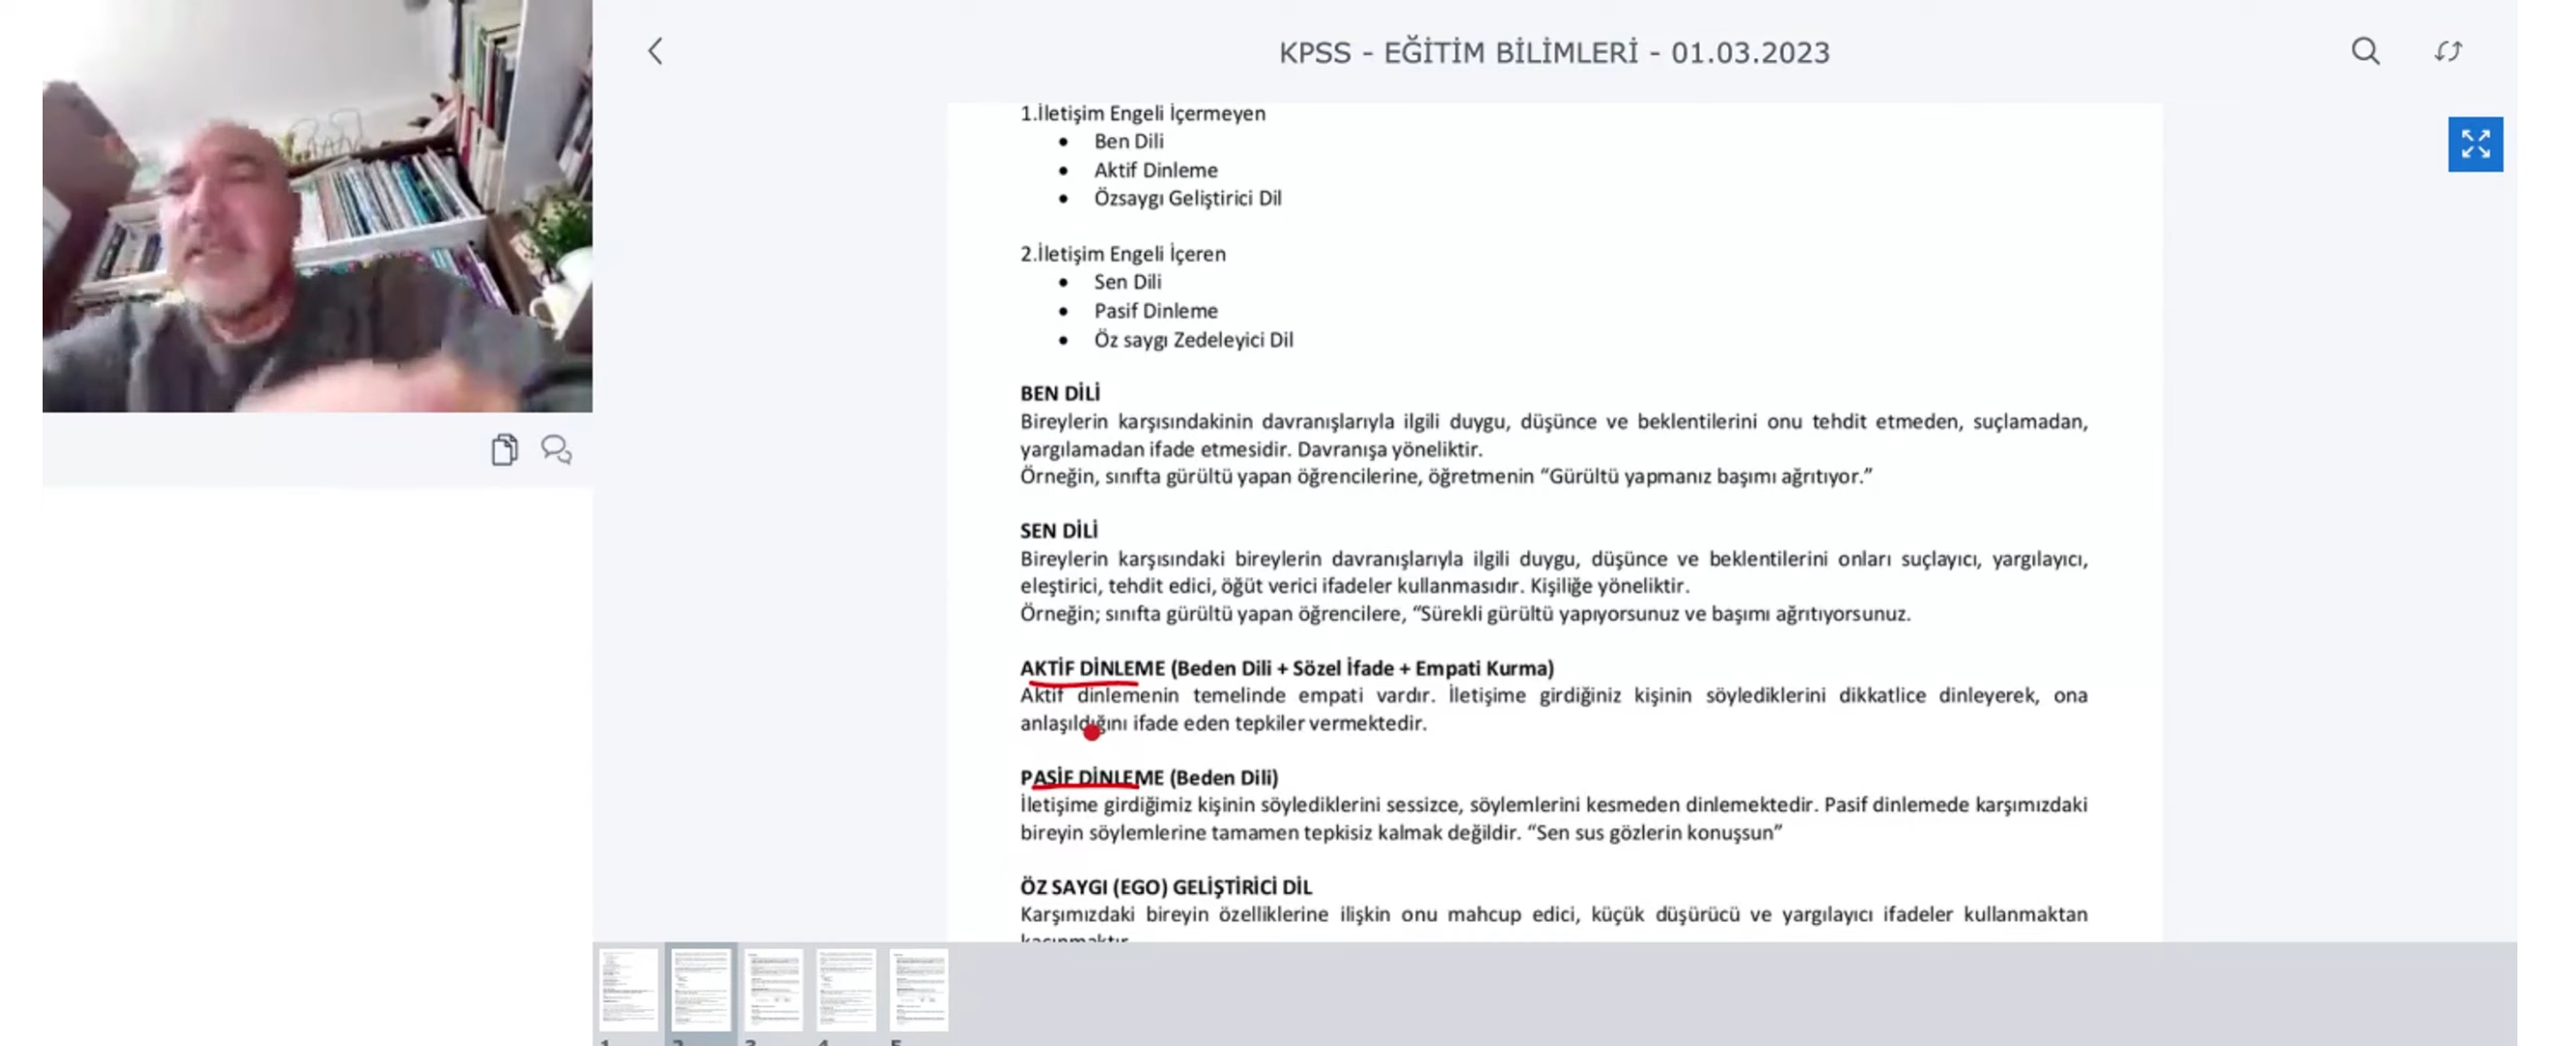 KPSS - EĞİTİM BİLİMLERİ - 01.03.2023
1.İletişim Engeli İçermeyen
• Ben Dili
• Aktif Dinleme
• Özsaygı Geliştirici Dil
2.İletişim Engeli İçeren
• Sen Dili
• Pasif Dinleme
• Öz saygı Zedeleyici Dil
BEN DİLİ
Bireylerin karşısındakinin davranışlarıyla ilgili duygu, düşünce ve beklentilerini onu tehdit etmeden, suçlamadan,
yargılamadan ifade etmesidir. Davranışa yöneliktir.
Örneğin, sınıfta gürültü yapan öğrencilerine, öğretmenin “Gürültü yapmanız başımı ağrıtıyor.”
SEN DİLİ
Bireylerin karşısındaki bireylerin davranışlarıyla ilgili duygu, düşünce ve beklentilerini onları suçlayıcı, yargılayıcı,
eleştirici, tehdit edici, öğüt verici ifadeler kullanmasıdır. Kişiliğe yöneliktir.
Örneğin; sınıfta gürültü yapan öğrencilere, “Sürekli gürültü yapıyorsunuz ve başımı ağrıtıyorsunuz.
AKTİF DİNLEME (Beden Dili + Sözel İfade + Empati Kurma)
Aktif dinlemenin temelinde empati vardır. İletişime girdiğiniz kişinin söylediklerini dikkatlice dinleyerek, ona
anlaşıldığını ifade eden tepkiler vermektedir.
PASİF DİNLEME (Beden Dili)
İletişime girdiğimiz kişinin söylediklerini sessizce, söylemlerini kesmeden dinlemektedir. Pasif dinlemede karşımızdaki
bireyin söylemlerine tamamen tepkisiz kalmak değildir. “Sen sus gözlerin konuşsun”
ÖZ SAYGI (EGO) GELİŞTİRİCİ DİL
Karşımızdaki bireyin özelliklerine ilişkin onu mahcup edici, küçük düşürücü ve yargılayıcı ifadeler kullanmaktan
kaçınmaktır.
1 2 3 4 5